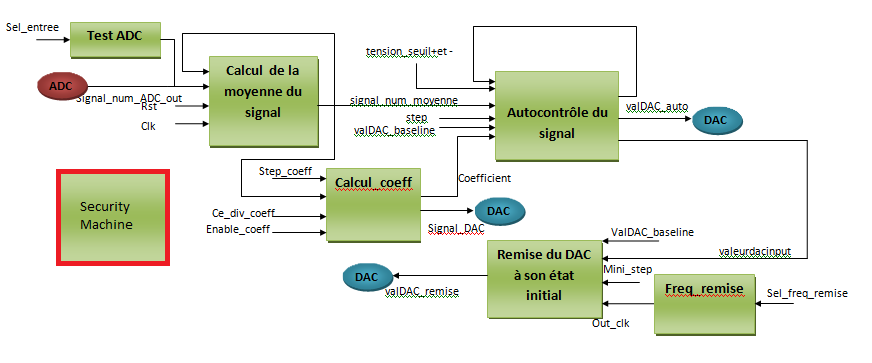 Sel_entree
Test ADC
ADC
Signal_num_ADC_out
Rst
Clk
Calcul de la
moyenne du
signal
tension_seuil+et -
signal_num_moyenne
step
valDAC_baseline
Autocontrôle du
signal
valDAC_auto
DAC
Security
Machine
Step_coeff
Ce_div_coeff
Enable_coeff
Calcul_coeff
Coefficient
Signal_DAC
DAC
ValDAC_baseline
valeurdacinput
Remise du DAC
à son état
initial
DAC
valDAC_remise
Mini_step
Out_clk
Freq_remise
Sel_freq_remise